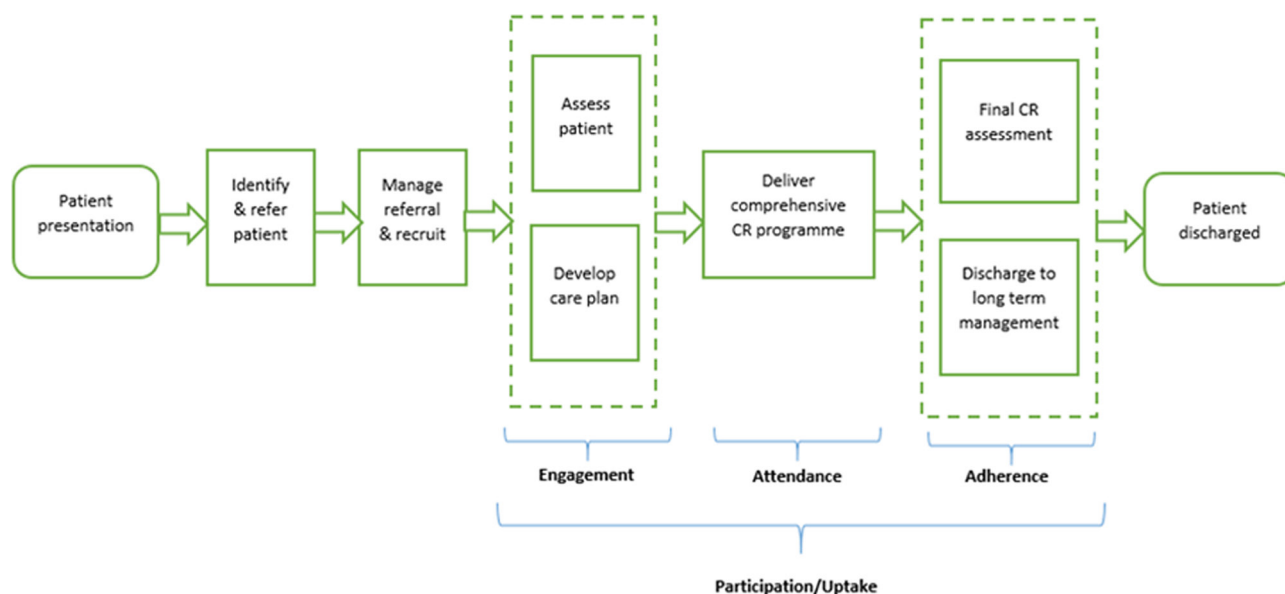 Patient
presentation
Identify
& refer
patient
Manage
referral
& recruit
Assess
patient
Develop
care plan
Deliver
comprehensive
CR programme
Final CR
assessment
Discharge to
long term
management
Patient
discharged
Engagement
Attendance
Adherence
Participation/Uptake